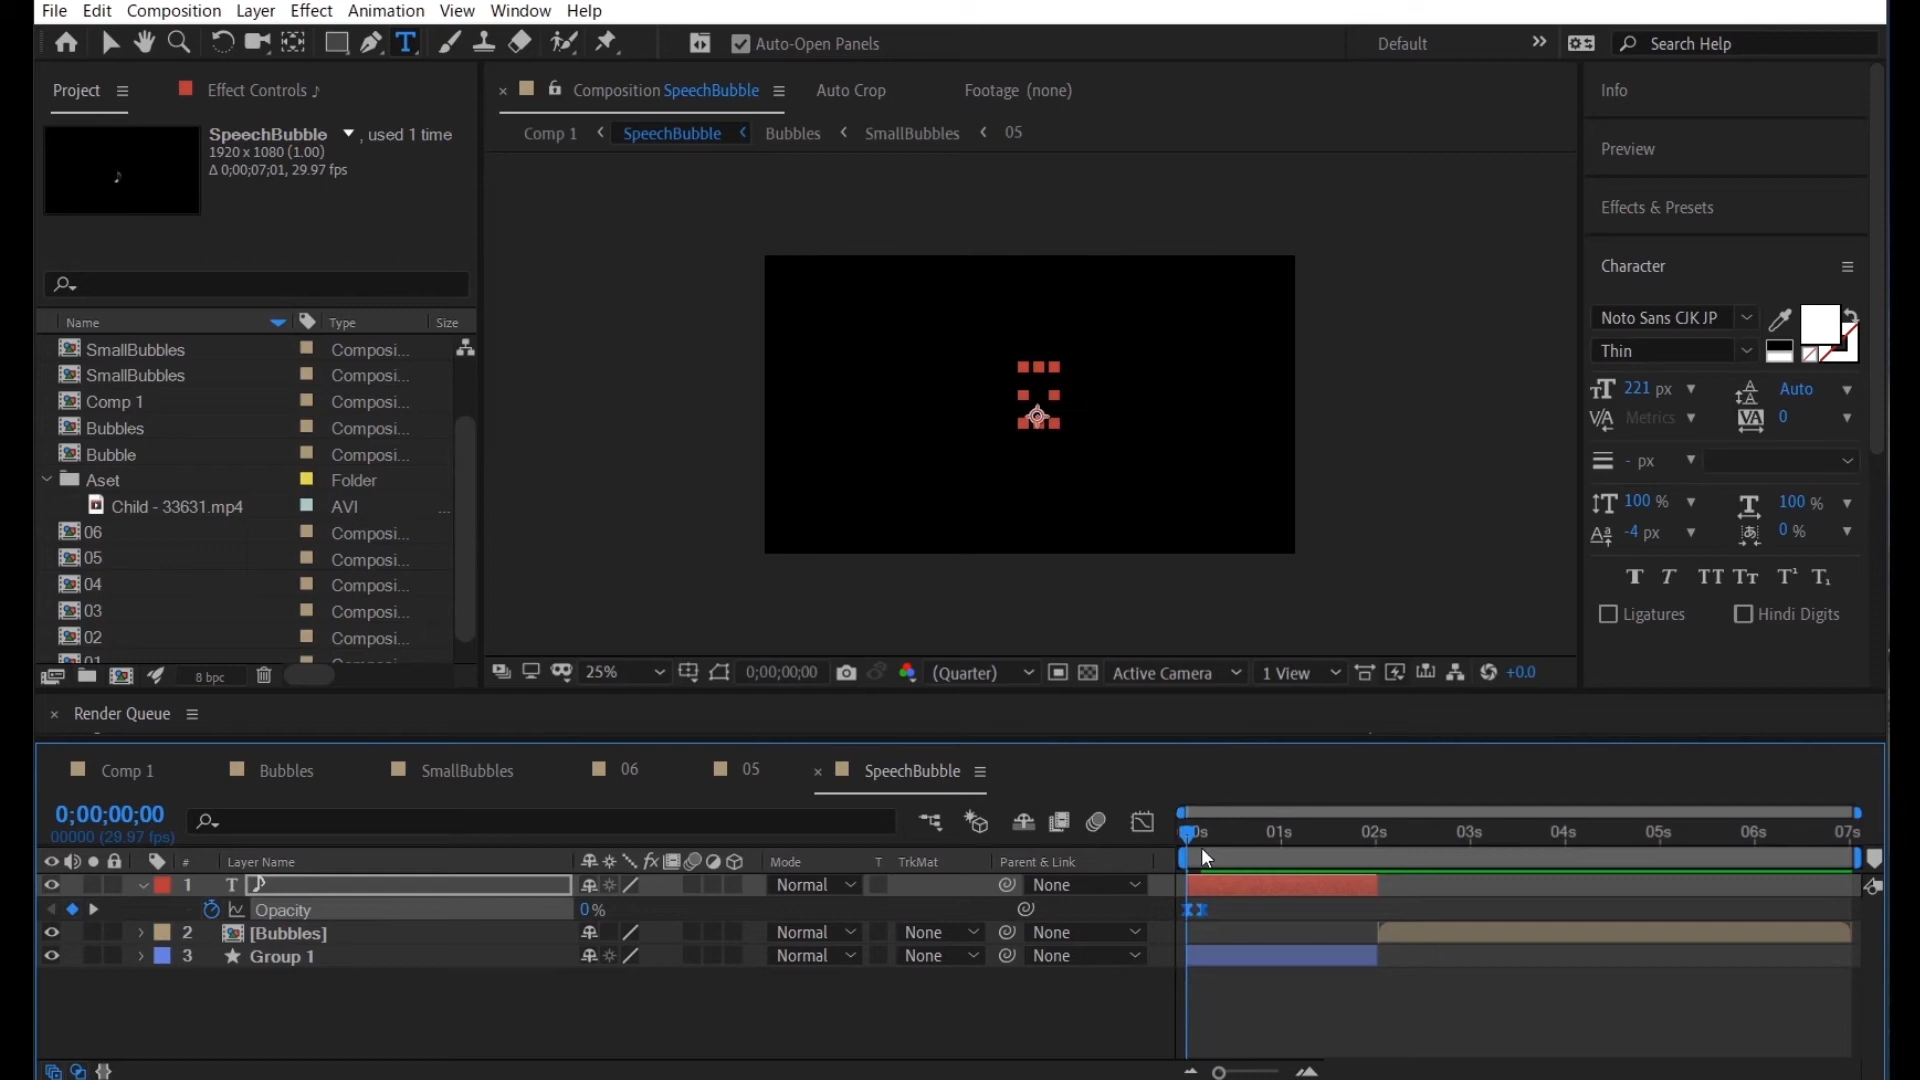 File Edit Composition Layer Effect Animation View Window Help
Auto-Open Panels Default Search Help
Project Effect Controls ♪ Composition SpeechBubble Auto Crop Footage (none) Info
SpeechBubble , used 1 time
1920 x 1080 (1.00)
Δ 0;00;07;01, 29.97 fps
Comp 1 SpeechBubble Bubbles SmallBubbles 05
Preview
Effects & Presets
Character
Noto Sans CJK JP
Thin
221 px Auto
Metrics 0
- px
100 % 100 %
-4 px 0 %
T T TT Tт T¹ T₁
Ligatures Hindi Digits
Name Type Size
SmallBubbles Composi...
SmallBubbles Composi...
Comp 1 Composi...
Bubbles Composi...
Bubble Composi...
Aset Folder
Child - 33631.mp4 AVI ...
06 Composi...
05 Composi...
04 Composi...
03 Composi...
02 Composi...
01 Composi...
8 bpc
25% 0;00;00;00 (Quarter) Active Camera 1 View +0.0
Render Queue
Comp 1 Bubbles SmallBubbles 06 05 SpeechBubble
0;00;00;00
00000 (29.97 fps)
0s 01s 02s 03s 04s 05s 06s 07s
# Layer Name fx Mode T TrkMat Parent & Link
1 T ♪ Normal None
Opacity 0 %
2 [Bubbles] Normal None None
3 Group 1 Normal None None